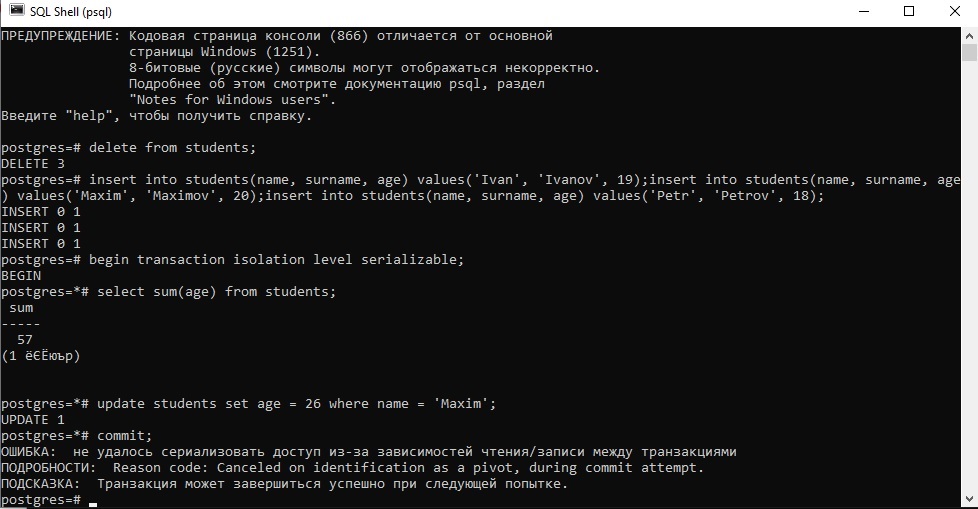 SQL Shell (psql)
ПРЕДУПРЕЖДЕНИЕ: Кодовая страница консоли (866) отличается от основной
страницы Windows (1251).
8-битовые (русские) символы могут отображаться некорректно.
Подробнее об этом смотрите документацию psql, раздел
"Notes for Windows users".
Введите "help", чтобы получить справку.
postgres=# delete from students;
DELETE 3
postgres=# insert into students(name, surname, age) values('Ivan', 'Ivanov', 19);insert into students(name, surname, age
) values('Maxim', 'Maximov', 20);insert into students(name, surname, age) values('Petr', 'Petrov', 18);
INSERT 0 1
INSERT 0 1
INSERT 0 1
postgres=# begin transaction isolation level serializable;
BEGIN
postgres=*# select sum(age) from students;
sum
-----
57
(1 ёЄЁюър)
postgres=*# update students set age = 26 where name = 'Maxim';
UPDATE 1
postgres=*# commit;
ОШИБКА:  не удалось сериализовать доступ из-за зависимостей чтения/записи между транзакциями
ПОДРОБНОСТИ:  Reason code: Canceled on identification as a pivot, during commit attempt.
ПОДСКАЗКА:  Транзакция может завершиться успешно при следующей попытке.
postgres=#